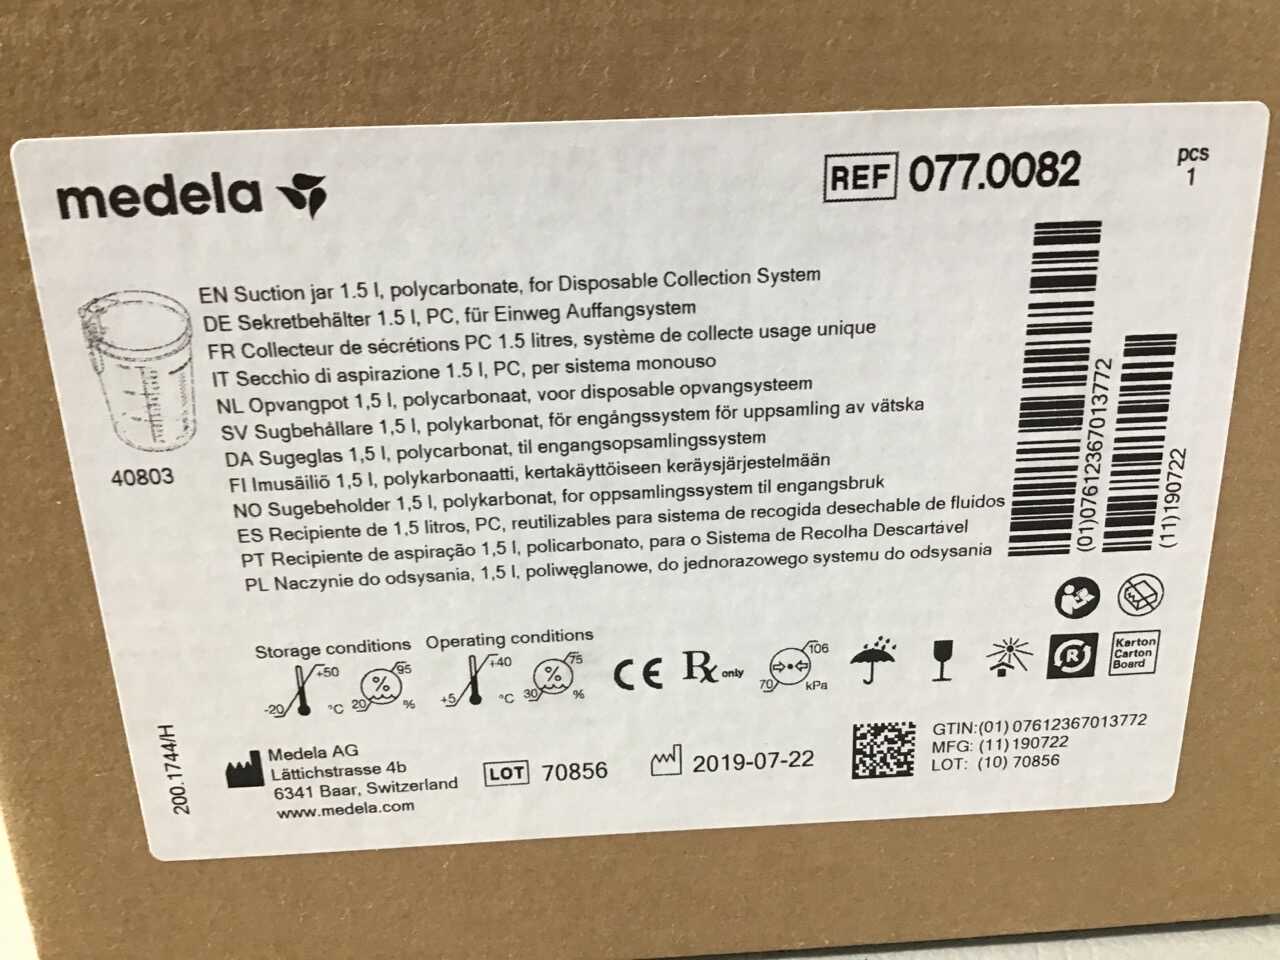 medela
REF 077.0082
pcs
1
EN Suction jar 1.5 l, polycarbonate, for Disposable Collection System
DE Sekretbehälter 1.5 l, PC, für Einweg Auffangsystem
FR Collecteur de sécrétions PC 1.5 litres, système de collecte usage unique
IT Secchio di aspirazione 1.5 l, PC, per sistema monouso
NL Opvangpot 1,5 l, polycarbonaat, voor disposable opvangsysteem
SV Sugbehållare 1,5 l, polykarbonat, för engångssystem för uppsamling av vätska
DA Sugeglas 1,5 l, polycarbonat, til engangsopsamlingssystem
FI Imusäiliö 1,5 l, polykarbonaatti, kertakäyttöiseen keräysjärjestelmään
NO Sugebeholder 1,5 l, polykarbonat, for oppsamlingssystem til engangsbruk
ES Recipiente de 1,5 litros, PC, reutilizables para sistema de recogida desechable de fluidos
PT Recipiente de aspiração 1,5 l, policarbonato, para o Sistema de Recolha Descartável
PL Naczynie do odsysania, 1,5 l, poliwęglanowe, do jednorazowego systemu do odsysania
40803
(01)07612367013772
(11)190722
Storage conditions
Operating conditions
-20 +50 °C
20 95 %
+5 +40 °C
30 75 %
CE
Rx only
70 106 kPa
R
Karton
Carton
Board
200.1744/H
Medela AG
Lättichstrasse 4b
6341 Baar, Switzerland
www.medela.com
LOT 70856
2019-07-22
GTIN:(01) 07612367013772
MFG: (11) 190722
LOT: (10) 70856